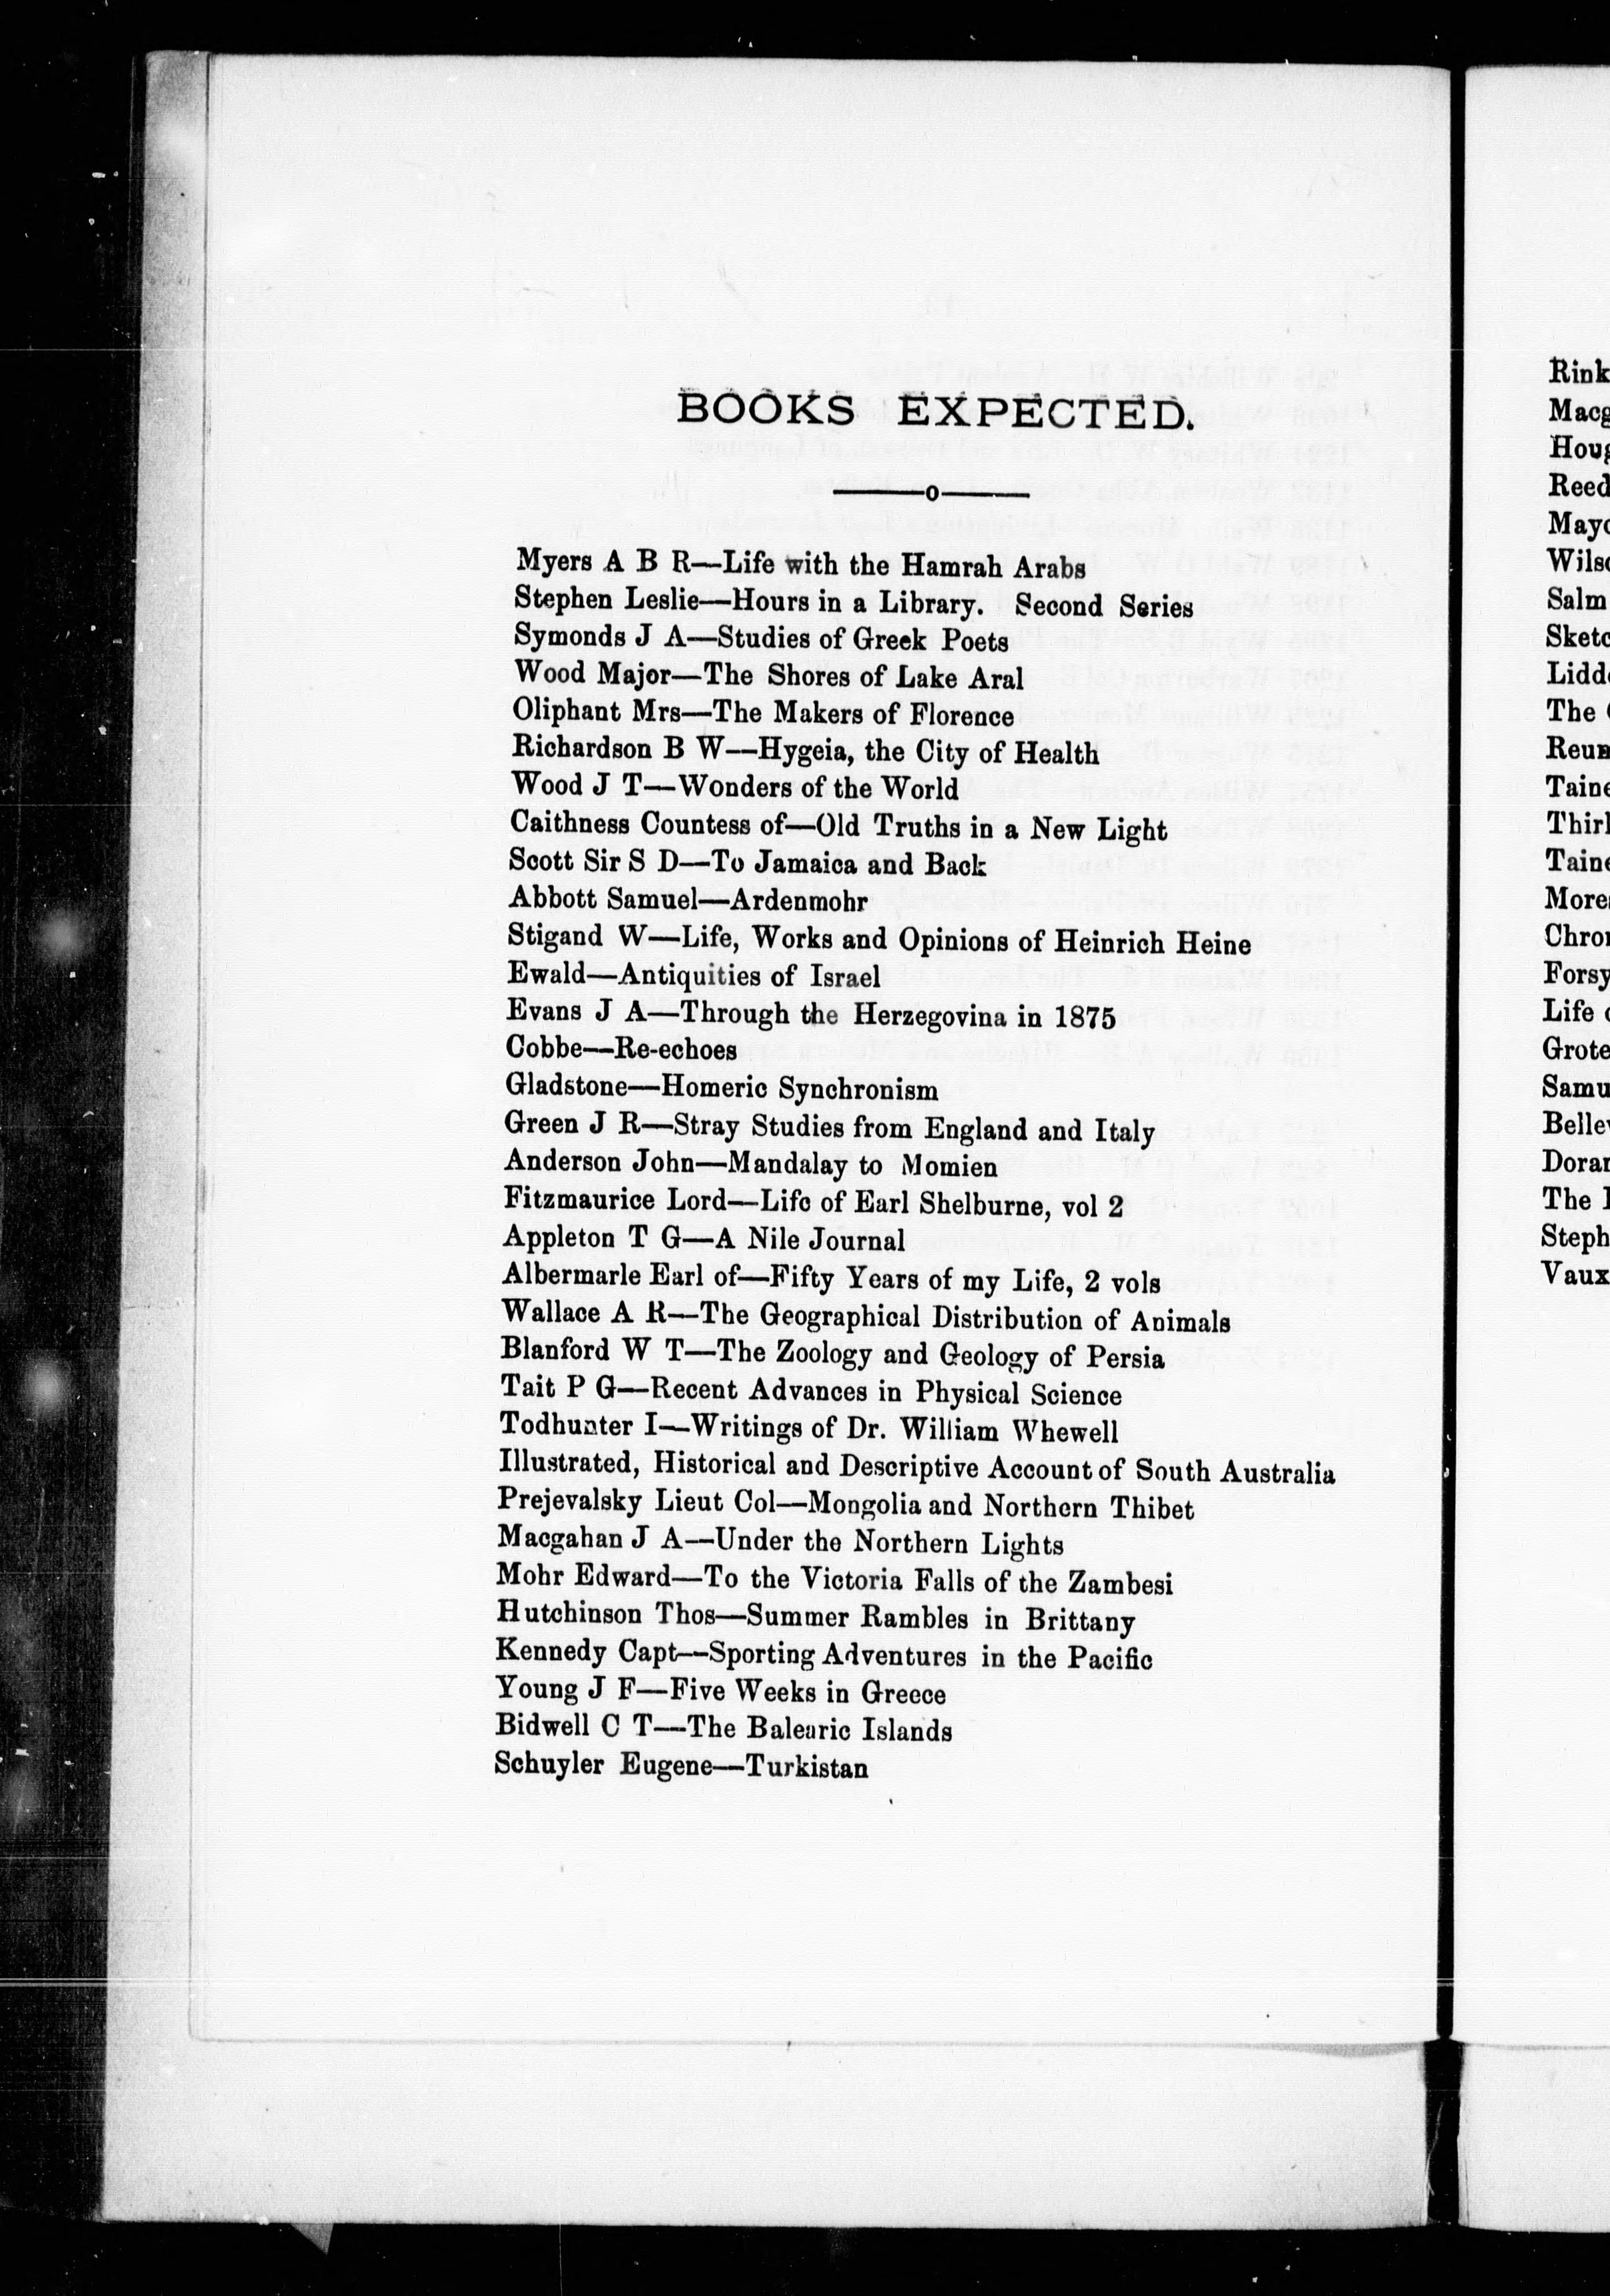 BOOKS EXPECTED.
Myers A B R—Life with the Hamrah Arabs
Stephen Leslie—Hours in a Library. Second Series
Symonds J A—Studies of Greek Poets
Wood Major—The Shores of Lake Aral
Oliphant Mrs—The Makers of Florence
Richardson B W—Hygeia, the City of Health
Wood J T—Wonders of the World
Caithness Countess of—Old Truths in a New Light
Scott Sir S D—To Jamaica and Back
Abbott Samuel—Ardenmohr
Stigand W—Life, Works and Opinions of Heinrich Heine
Ewald—Antiquities of Israel
Evans J A—Through the Herzegovina in 1875
Cobbe—Re-echoes
Gladstone—Homeric Synchronism
Green J R—Stray Studies from England and Italy
Anderson John—Mandalay to Momien
Fitzmaurice Lord—Life of Earl Shelburne, vol 2
Appleton T G—A Nile Journal
Albermarle Earl of—Fifty Years of my Life, 2 vols
Wallace A R—The Geographical Distribution of Animals
Blanford W T—The Zoology and Geology of Persia
Tait P G—Recent Advances in Physical Science
Todhunter I—Writings of Dr. William Whewell
Illustrated, Historical and Descriptive Account of South Australia
Prejevalsky Lieut Col—Mongolia and Northern Thibet
Macgahan J A—Under the Northern Lights
Mohr Edward—To the Victoria Falls of the Zambesi
Hutchinson Thos—Summer Rambles in Brittany
Kennedy Capt—Sporting Adventures in the Pacific
Young J F—Five Weeks in Greece
Bidwell C T—The Balearic Islands
Schuyler Eugene—Turkistan
Rink
Macg
Houg
Reed
Mayo
Wils
Salm
Sketc
Lidd
The
Reun
Taine
Thirl
Taine
More
Chro
Forsy
Life
Grote
Samu
Belle
Doran
The
Steph
Vaux